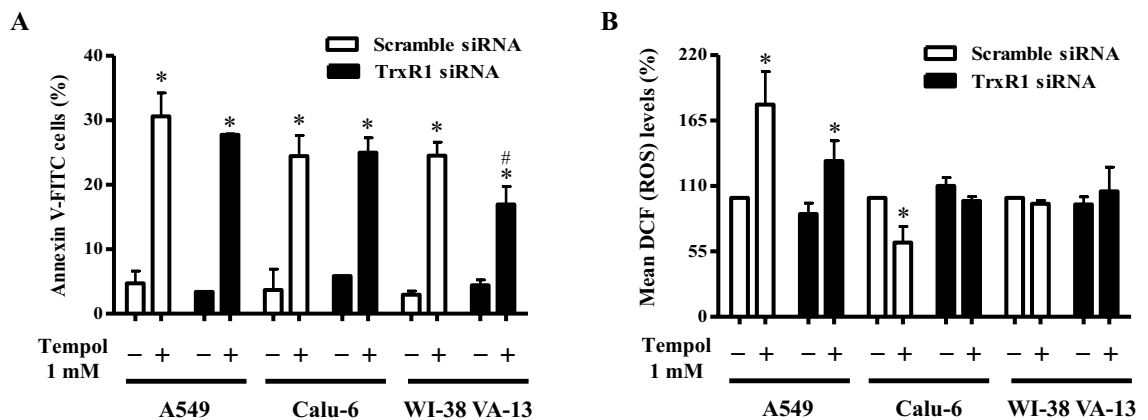 A
Scramble siRNA
TrxR1 siRNA
Annexin V-FITC cells (%)
40
30
20
10
0
* * * * * # *
Tempol
1 mM
− + − + − + − + − + − +
A549 Calu-6 WI-38 VA-13
B
Scramble siRNA
TrxR1 siRNA
Mean DCF (ROS) levels (%)
220
165
110
55
0
* * *
Tempol
1 mM
− + − + − + − + − + − +
A549 Calu-6 WI-38 VA-13